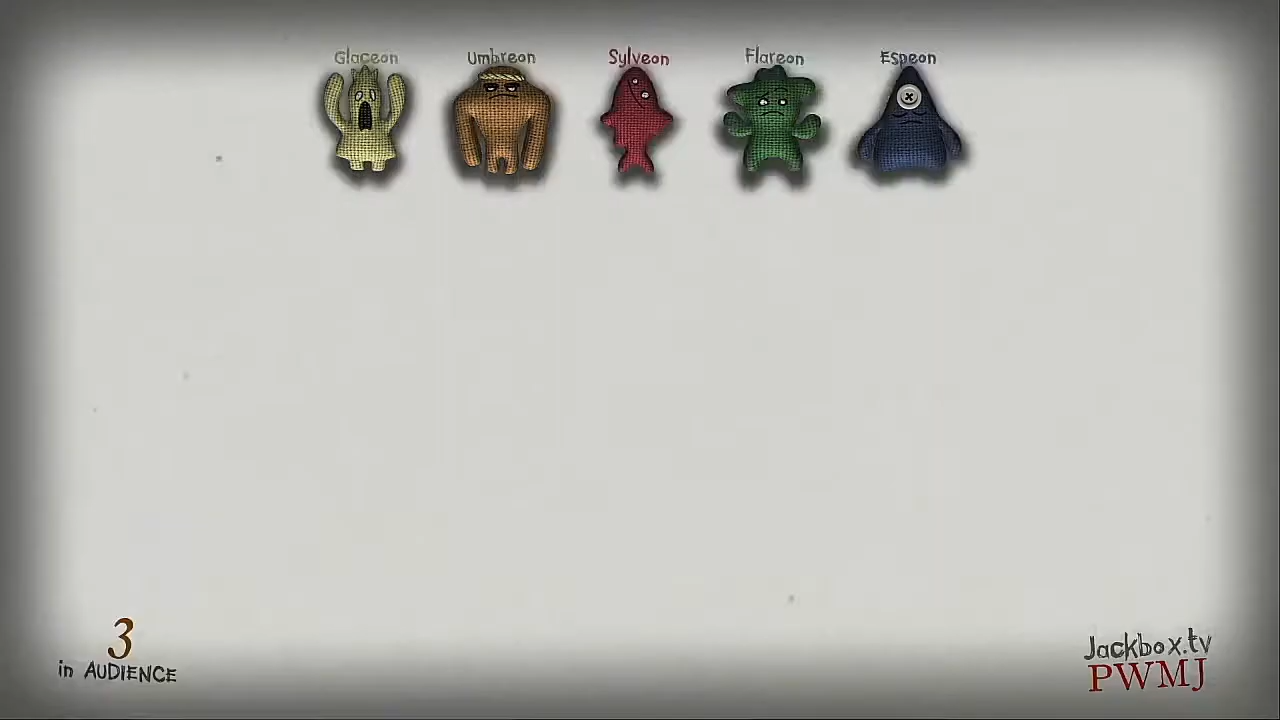 Glaceon
Umbreon
Sylveon
Flareon
Espeon
3
in AUDIENCE
Jackbox.tv
PWMJ